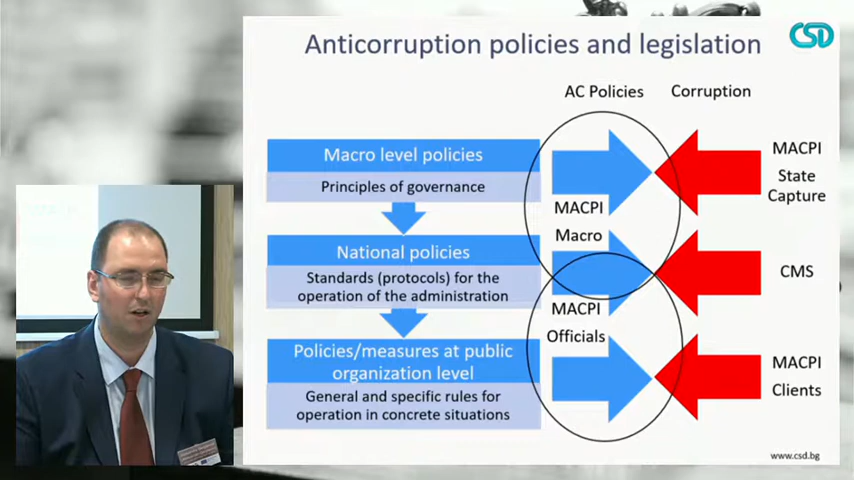 Anticorruption policies and legislation
CSD
AC Policies
Corruption
Macro level policies
Principles of governance
National policies
Standards (protocols) for the
operation of the administration
Policies/measures at public
organization level
General and specific rules for
operation in concrete situations
MACPI
Macro
MACPI
Officials
MACPI
State
Capture
CMS
MACPI
Clients
www.csd.bg